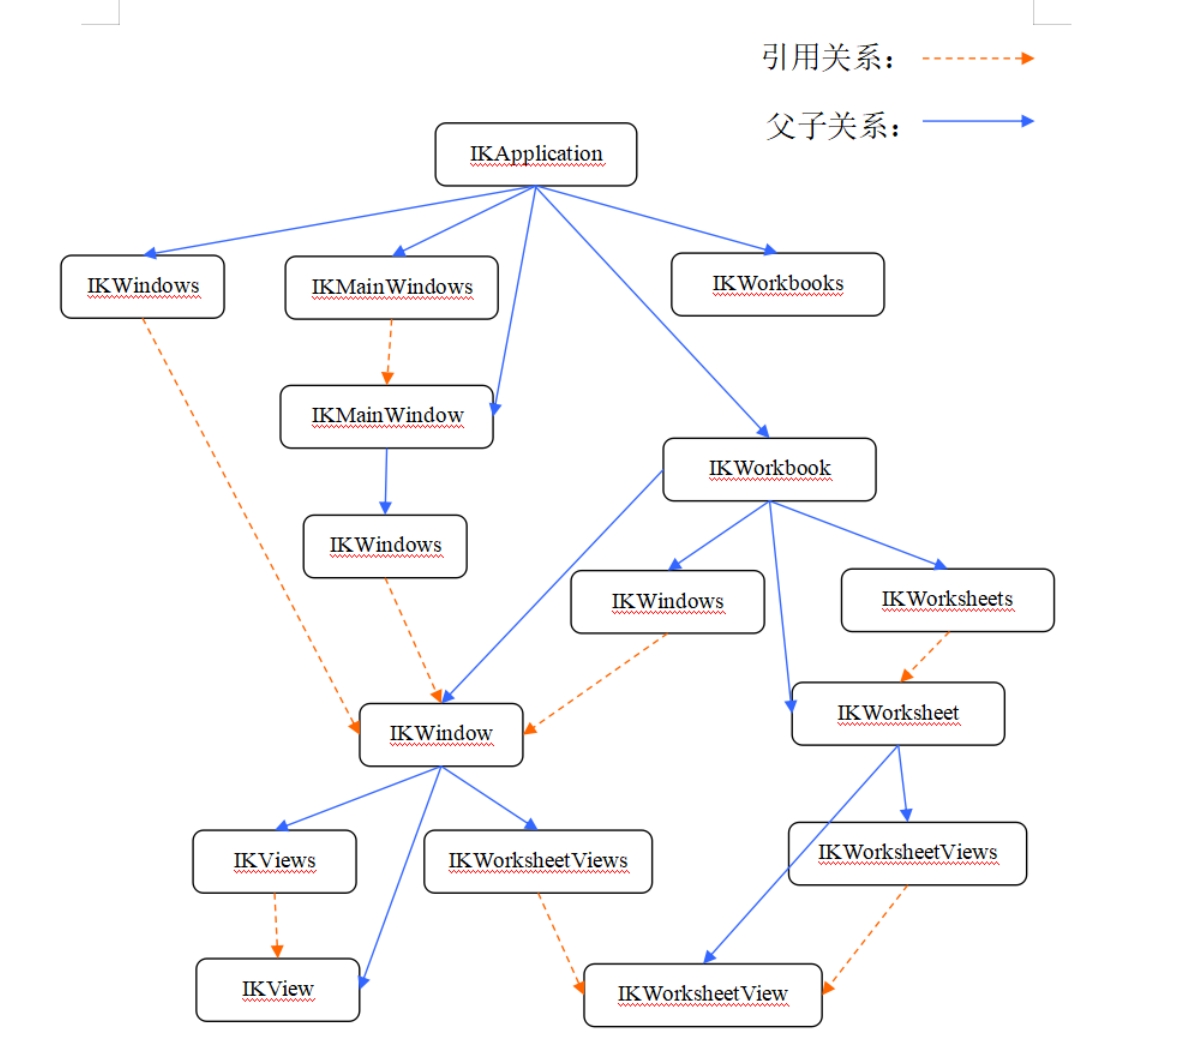 引用关系：
父子关系：
IKApplication
IKWindows
IKMainWindows
IKWorkbooks
IKMainWindow
IKWorkbook
IKWindows
IKWindows
IKWorksheets
IKWindow
IKWorksheet
IKViews
IKWorksheetViews
IKWorksheetViews
IKView
IKWorksheetView